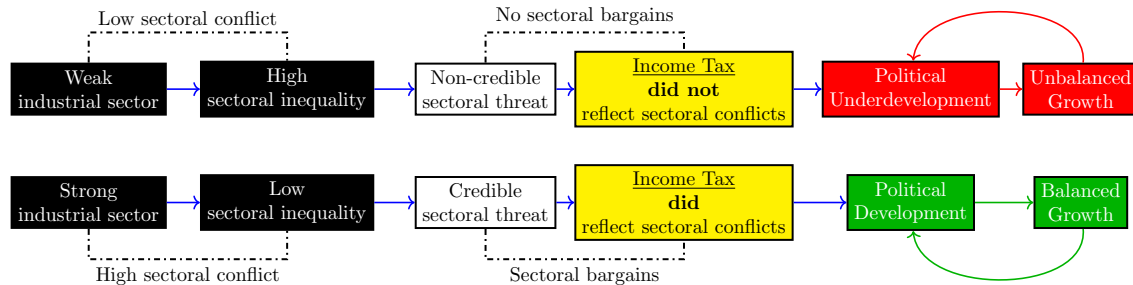 Low sectoral conflict
No sectoral bargains
Weak
industrial sector
High
sectoral inequality
Non-credible
sectoral threat
Income Tax
did not
reflect sectoral conflicts
Political
Underdevelopment
Unbalanced
Growth
Strong
industrial sector
Low
sectoral inequality
Credible
sectoral threat
Income Tax
did
reflect sectoral conflicts
Political
Development
Balanced
Growth
High sectoral conflict
Sectoral bargains